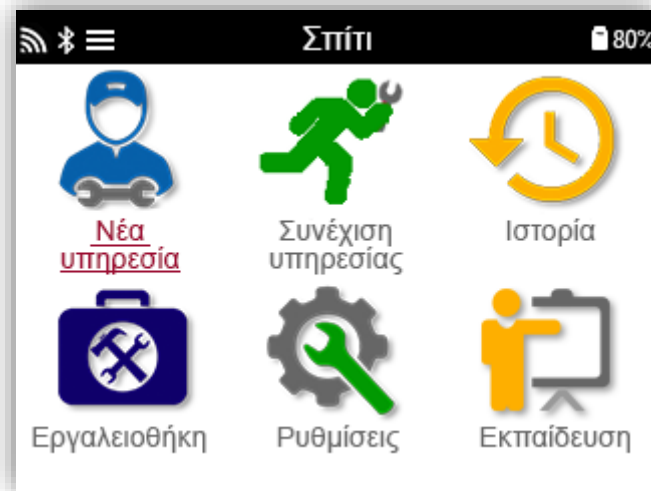 Σπίτι
80%
Νέα
υπηρεσία
Συνέχιση
υπηρεσίας
Ιστορία
Εργαλειοθήκη
Ρυθμίσεις
Εκπαίδευση